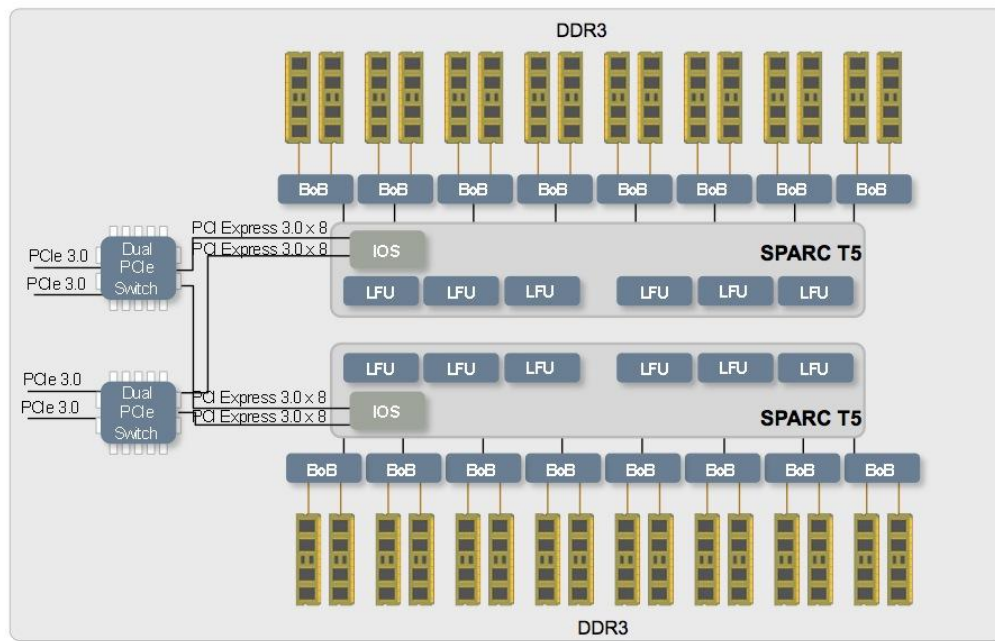 DDR3
BoB BoB BoB BoB BoB BoB BoB BoB
PCI Express 3.0 x 8
PCI Express 3.0 x 8
IOS
SPARC T5
PCIe 3.0
PCIe 3.0
Dual
PCIe
Switch
LFU LFU LFU LFU LFU LFU
LFU LFU LFU LFU LFU LFU
PCIe 3.0
PCIe 3.0
Dual
PCIe
Switch
PCI Express 3.0 x 8
PCI Express 3.0 x 8
IOS
SPARC T5
BoB BoB BoB BoB BoB BoB BoB BoB
DDR3